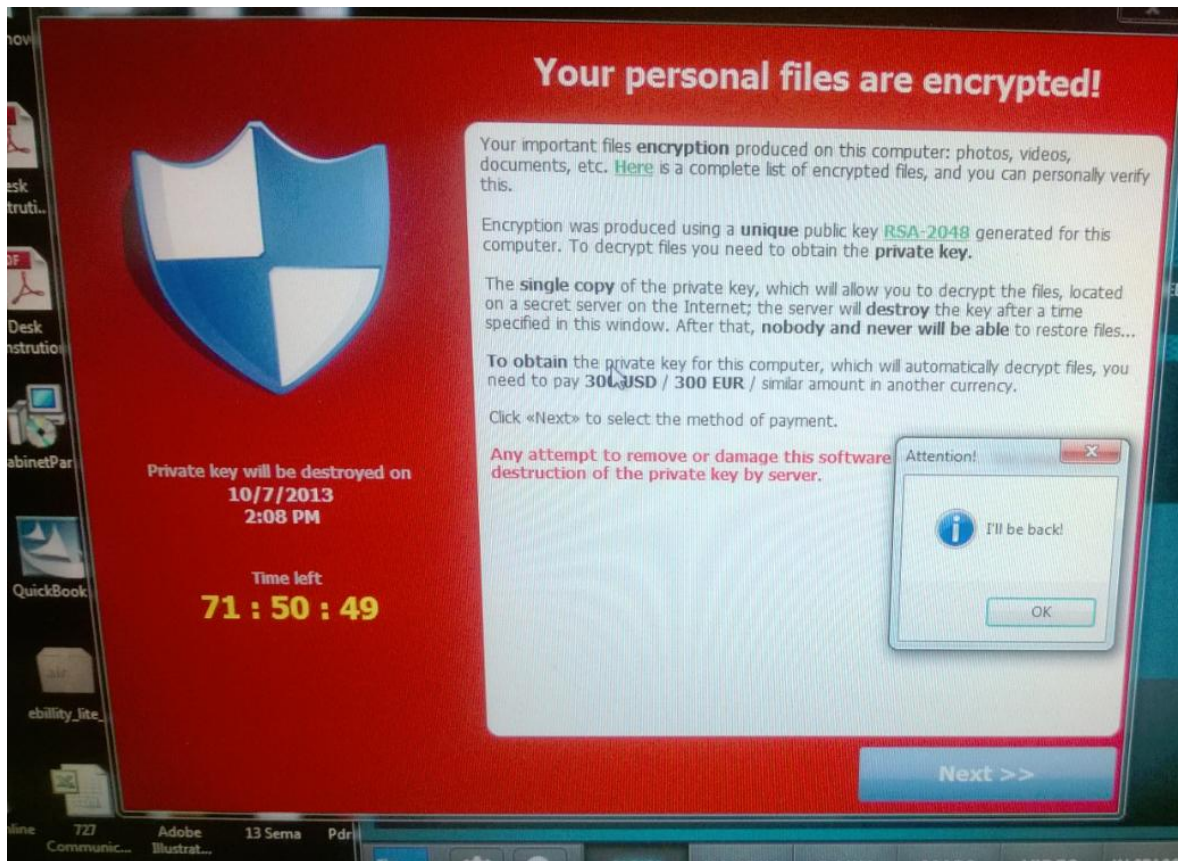 Your personal files are encrypted!
Your important files encryption produced on this computer: photos, videos,
documents, etc. Here is a complete list of encrypted files, and you can personally verify
this.
Encryption was produced using a unique public key RSA-2048 generated for this
computer. To decrypt files you need to obtain the private key.
The single copy of the private key, which will allow you to decrypt the files, located
on a secret server on the Internet; the server will destroy the key after a time
specified in this window. After that, nobody and never will be able to restore files...
To obtain the private key for this computer, which will automatically decrypt files, you
need to pay 300 USD / 300 EUR / similar amount in another currency.
Click «Next» to select the method of payment.
Any attempt to remove or damage this software
destruction of the private key by server.
Attention!
I'll be back!
OK
Private key will be destroyed on
10/7/2013
2:08 PM
Time left
71 : 50 : 49
Next >>
Desk
QuickBook
ebillity_lite_
727
Communic...
Adobe
Illustrat...
13 Sema